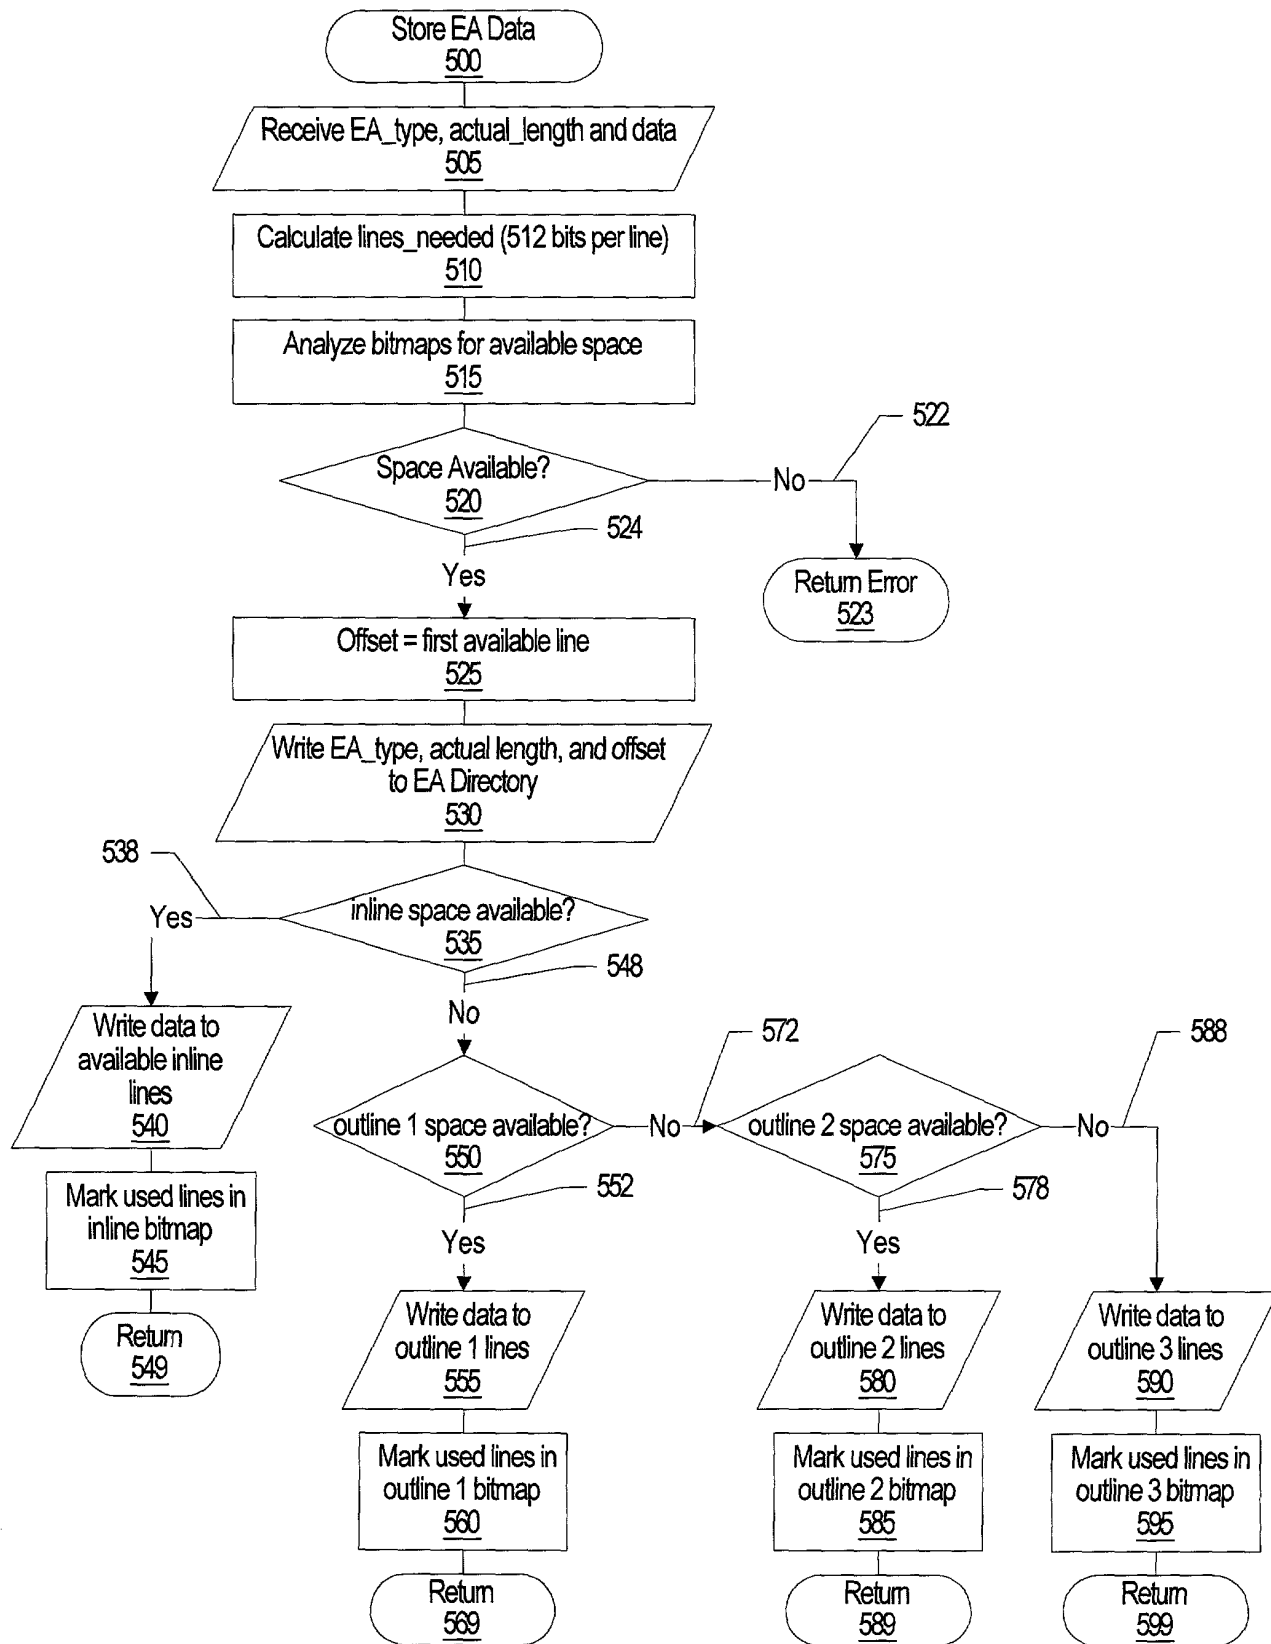 Store EA Data
500
Receive EA_type, actual_length and data
505
Calculate lines_needed (512 bits per line)
510
Analyze bitmaps for available space
515
522
Space Available?
520
No
524
Yes
Return Error
523
Offset = first available line
525
Write EA_type, actual length, and offset
to EA Directory
530
538
Yes
inline space available?
535
548
No
Write data to
available inline
lines
540
572
588
outline 1 space available?
550
No
outline 2 space available?
575
No
552
578
Mark used lines in
inline bitmap
545
Yes
Yes
Return
549
Write data to
outline 1 lines
555
Write data to
outline 2 lines
580
Write data to
outline 3 lines
590
Mark used lines in
outline 1 bitmap
560
Mark used lines in
outline 2 bitmap
585
Mark used lines in
outline 3 bitmap
595
Return
569
Return
589
Return
599